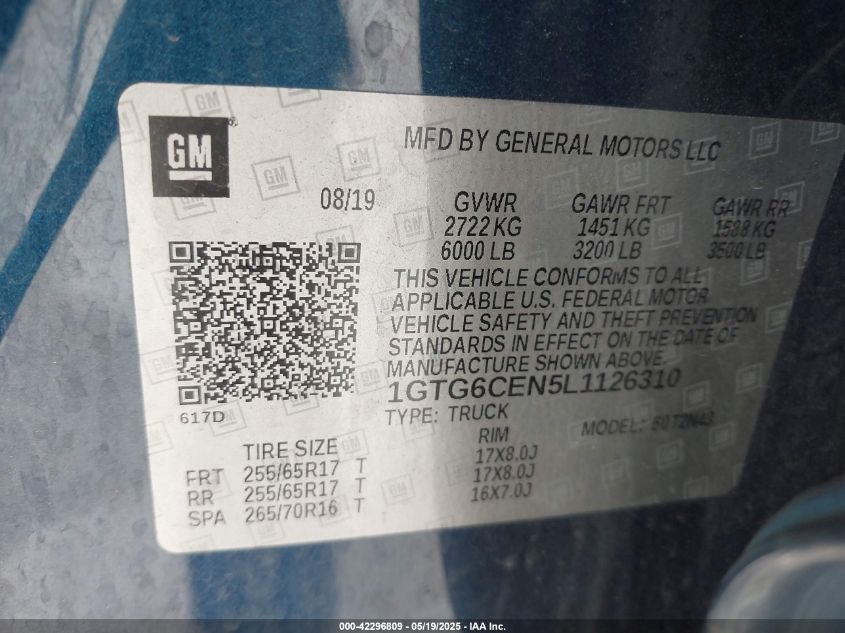 GM
MFD BY GENERAL MOTORS LLC
08/19
GVWR GAWR FRT GAWR RR
2722 KG 1451 KG 1588 KG
6000 LB 3200 LB 3500 LB
THIS VEHICLE CONFORMS TO ALL
APPLICABLE U.S. FEDERAL MOTOR
VEHICLE SAFETY AND THEFT PREVENTION
STANDARDS IN EFFECT ON THE DATE OF
MANUFACTURE SHOWN ABOVE.
1GTG6CEN5L1126310
617D
TYPE: TRUCK MODEL:
TIRE SIZE RIM
FRT 255/65R17 T 17X8.0J
RR 255/65R17 T 17X8.0J
SPA 265/70R16 T 16X7.0J
000-42296809 - 05/19/2025 - IAA Inc.